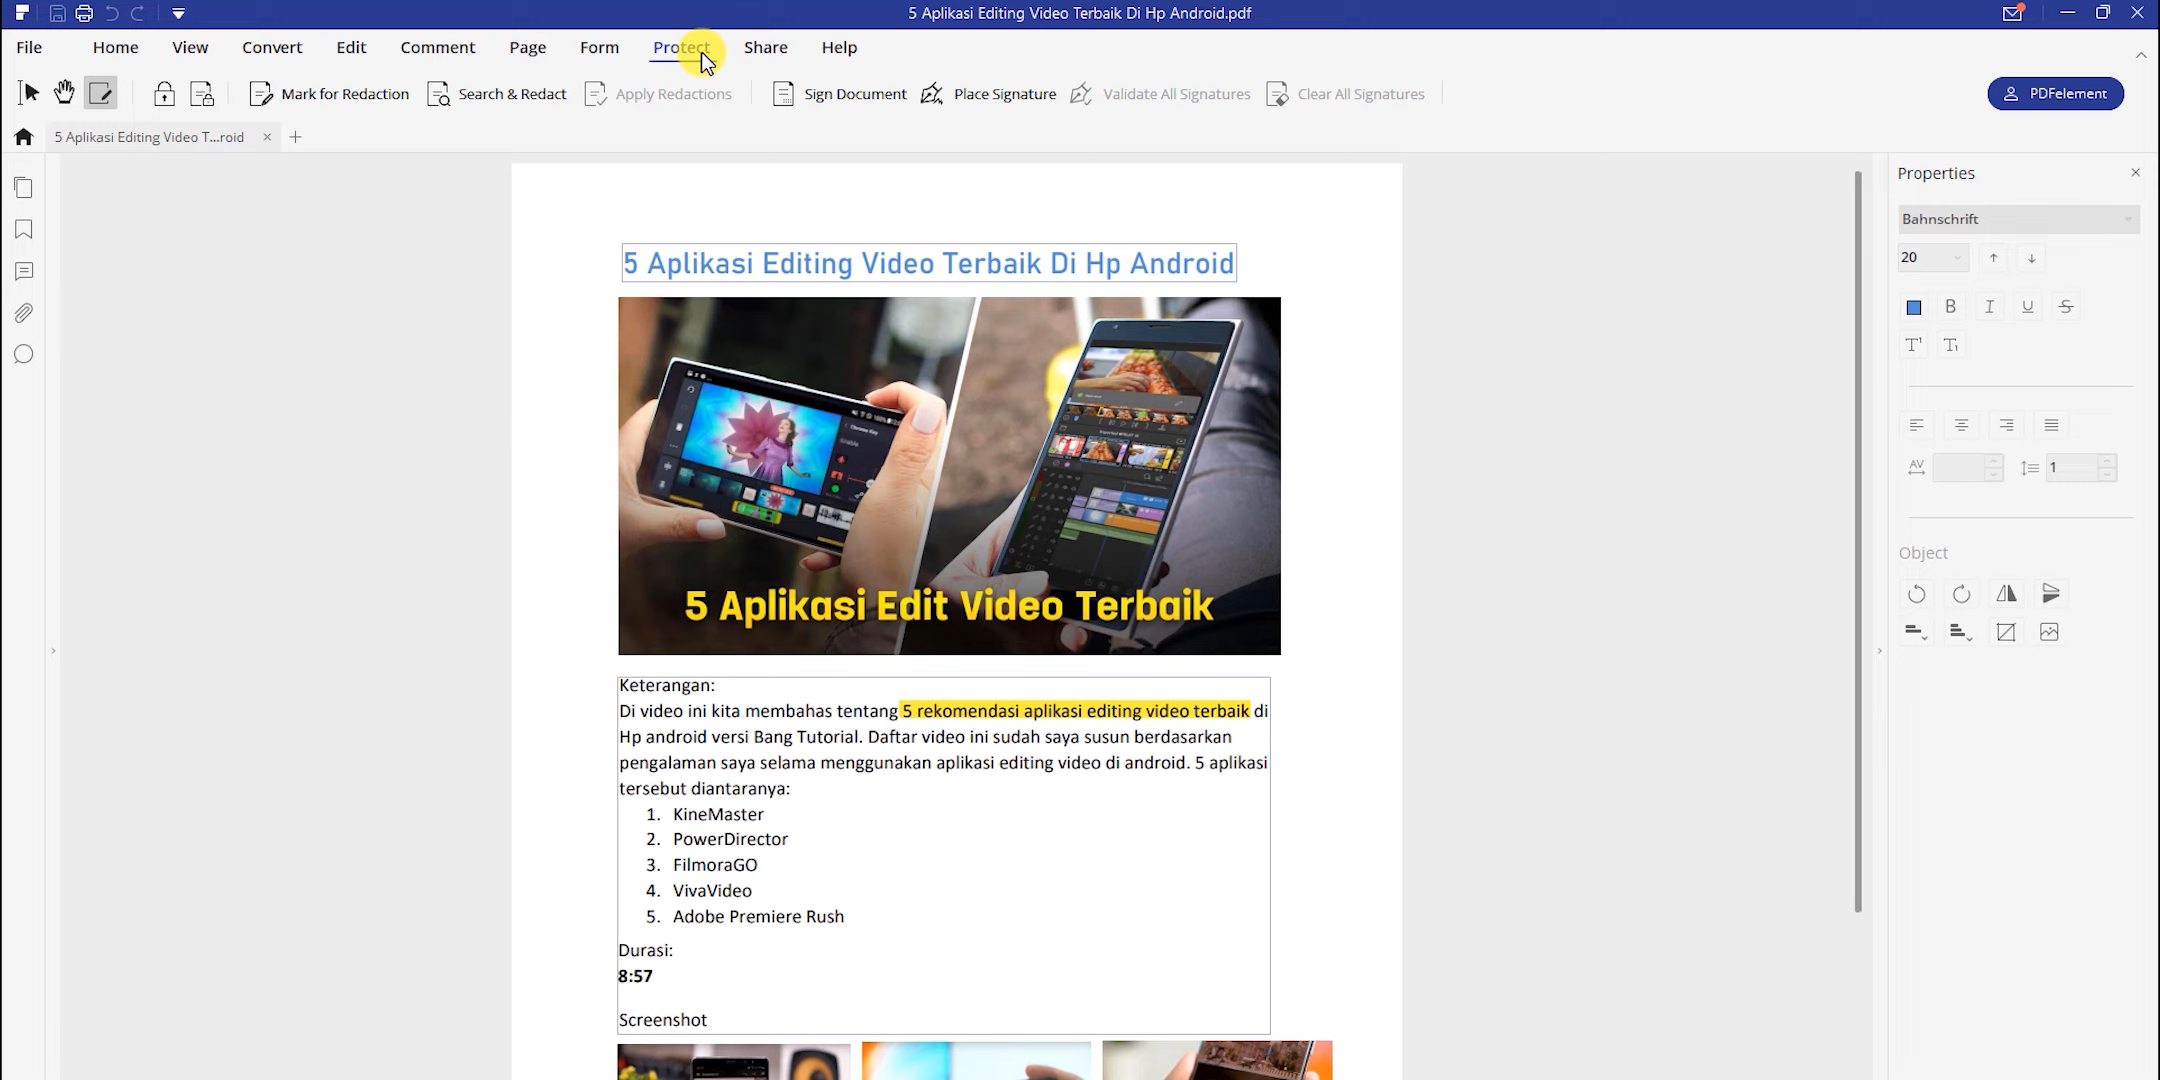 5 Aplikasi Editing Video Terbaik Di Hp Android.pdf
File Home View Convert Edit Comment Page Form Protect Share Help
Mark for Redaction Search & Redact Apply Redactions Sign Document Place Signature Validate All Signatures Clear All Signatures PDFelement
5 Aplikasi Editing Video T...roid
Properties
Bahnschrift
20
B I U S
1
Object
5 Aplikasi Editing Video Terbaik Di Hp Android
Chroma Key
5 Aplikasi Edit Video Terbaik
Keterangan:
Di video ini kita membahas tentang 5 rekomendasi aplikasi editing video terbaik di
Hp android versi Bang Tutorial. Daftar video ini sudah saya susun berdasarkan
pengalaman saya selama menggunakan aplikasi editing video di android. 5 aplikasi
tersebut diantaranya:
1. KineMaster
2. PowerDirector
3. FilmoraGO
4. VivaVideo
5. Adobe Premiere Rush
Durasi:
8:57
Screenshot